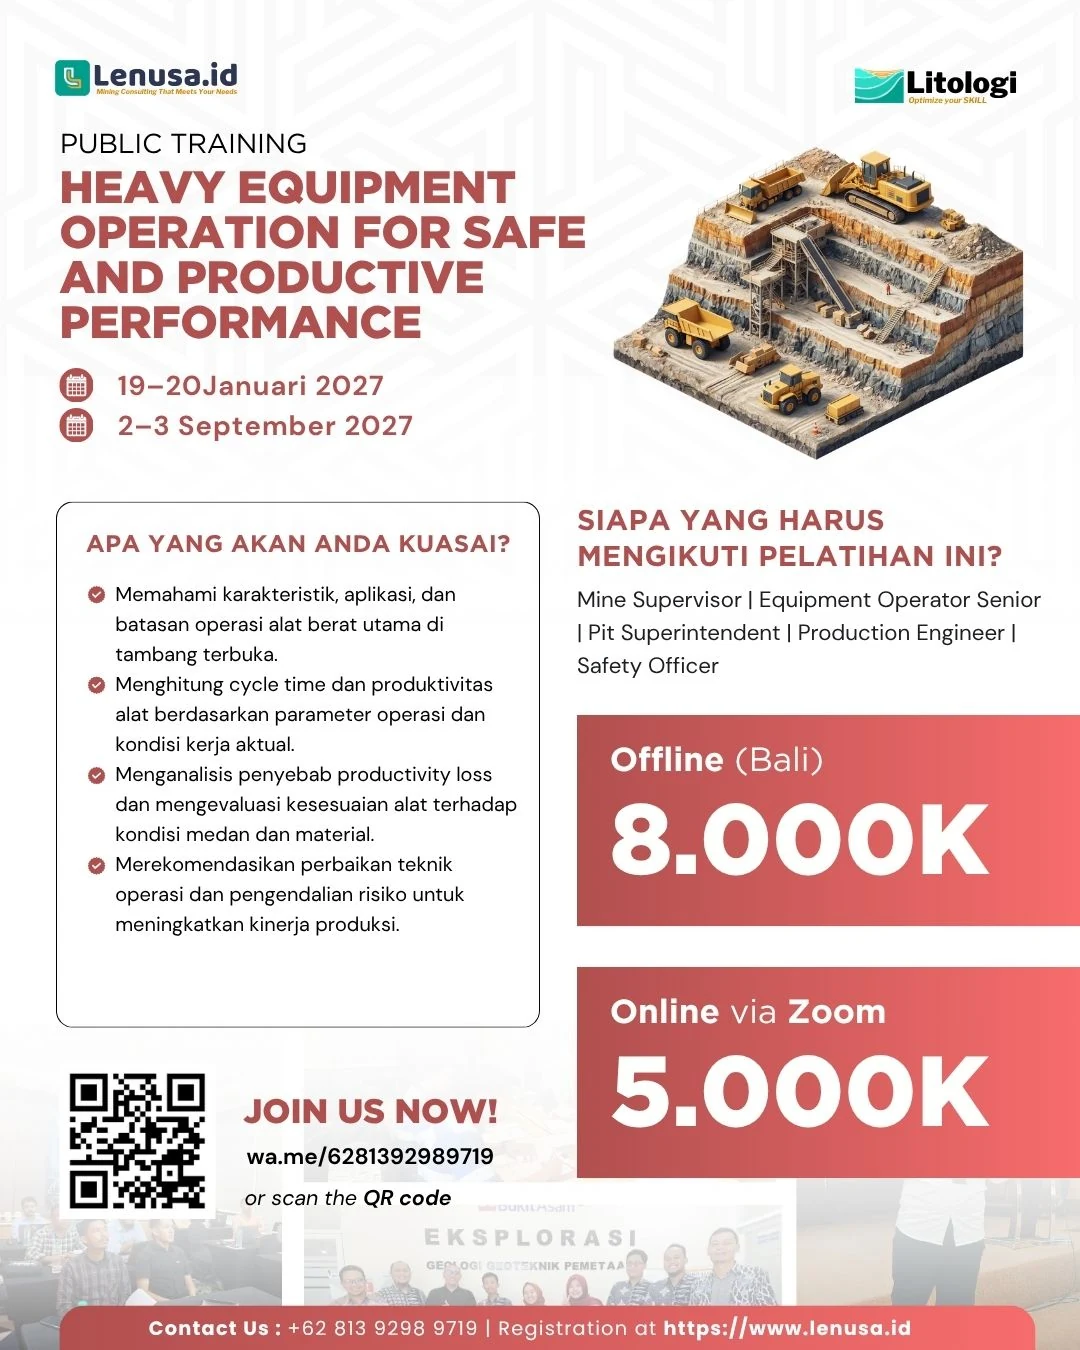 Lenusa.id
Mining Consulting That Meets Your Needs
Litologi
Optimize your SKILL
PUBLIC TRAINING
HEAVY EQUIPMENT
OPERATION FOR SAFE
AND PRODUCTIVE
PERFORMANCE
19–20Januari 2027
2–3 September 2027
APA YANG AKAN ANDA KUASAI?
Memahami karakteristik, aplikasi, dan
batasan operasi alat berat utama di
tambang terbuka.
Menghitung cycle time dan produktivitas
alat berdasarkan parameter operasi dan
kondisi kerja aktual.
Menganalisis penyebab productivity loss
dan mengevaluasi kesesuaian alat terhadap
kondisi medan dan material.
Merekomendasikan perbaikan teknik
operasi dan pengendalian risiko untuk
meningkatkan kinerja produksi.
SIAPA YANG HARUS
MENGIKUTI PELATIHAN INI?
Mine Supervisor | Equipment Operator Senior
| Pit Superintendent | Production Engineer |
Safety Officer
Offline (Bali)
8.000K
Online via Zoom
5.000K
JOIN US NOW!
wa.me/6281392989719
or scan the QR code
BukitAsam
EKSPLORASI
GEOLOGI GEOTEKNIK PEMETAA
Contact Us : +62 813 9298 9719 | Registration at https://www.lenusa.id